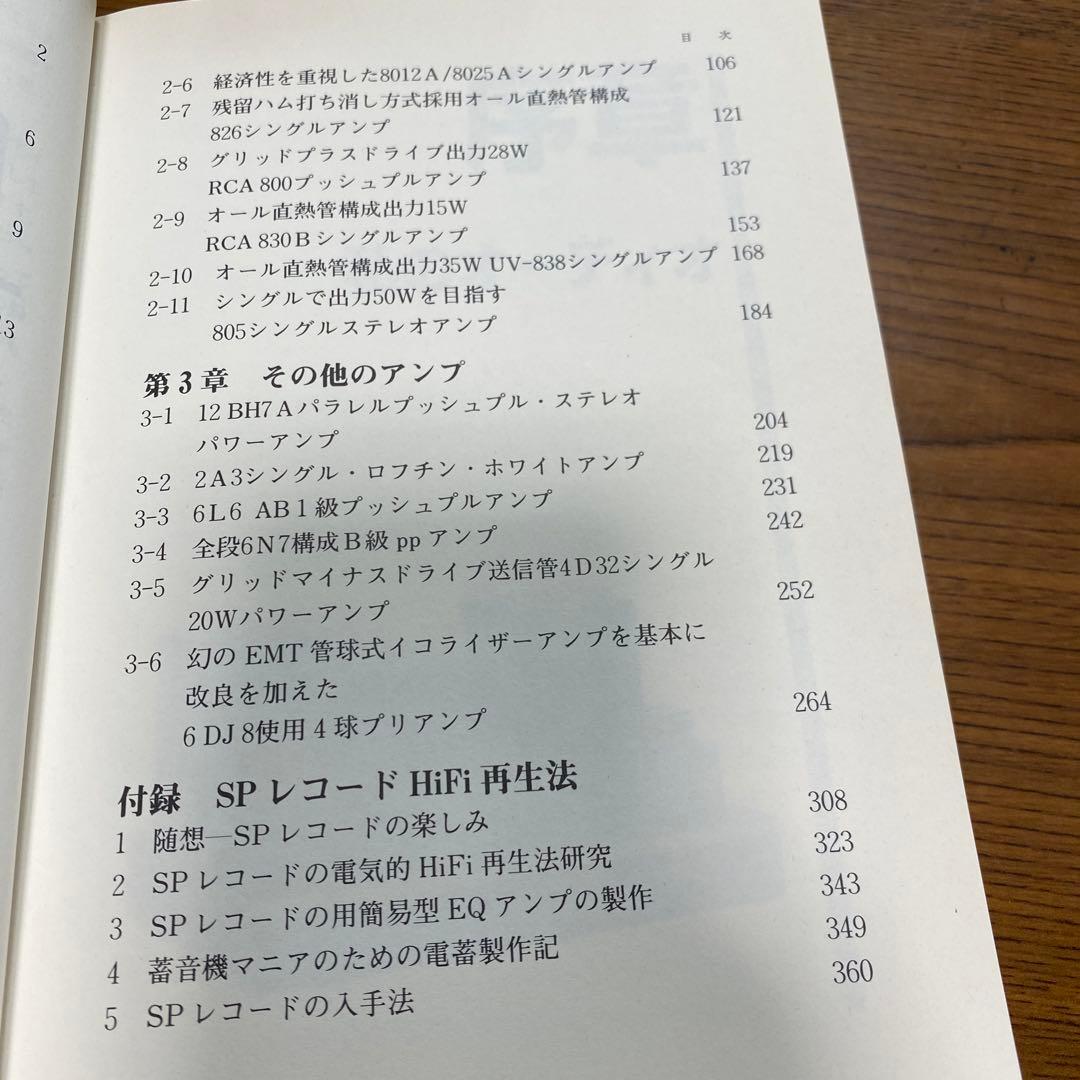 2
6
9
13
目 次
2-6 経済性を重視した8012A/8025Aシングルアンプ 106
2-7 残留ハム打ち消し方式採用オール直熱管構成
826シングルアンプ 121
2-8 グリッドプラスドライブ出力28W
RCA 800プッシュプルアンプ 137
2-9 オール直熱管構成出力15W
RCA 830Bシングルアンプ 153
2-10 オール直熱管構成出力35W UV-838シングルアンプ 168
2-11 シングルで出力50Wを目指す
805シングルステレオアンプ 184
第3章 その他のアンプ
3-1 12BH7Aパラレルプッシュプル・ステレオ
パワーアンプ 204
3-2 2A3シングル・ロフチン・ホワイトアンプ 219
3-3 6L6 AB1級プッシュプルアンプ 231
3-4 全段6N7構成B級ppアンプ 242
3-5 グリッドマイナスドライブ送信管4D32シングル
20Wパワーアンプ 252
3-6 幻のEMT管球式イコライザーアンプを基本に
改良を加えた
6DJ8使用4球プリアンプ 264
付録 SPレコードHiFi再生法
1 随想―SPレコードの楽しみ 308
2 SPレコードの電気的HiFi再生法研究 323
3 SPレコードの用簡易型EQアンプの製作 343
4 蓄音機マニアのための電蓄製作記 349
5 SPレコードの入手法 360